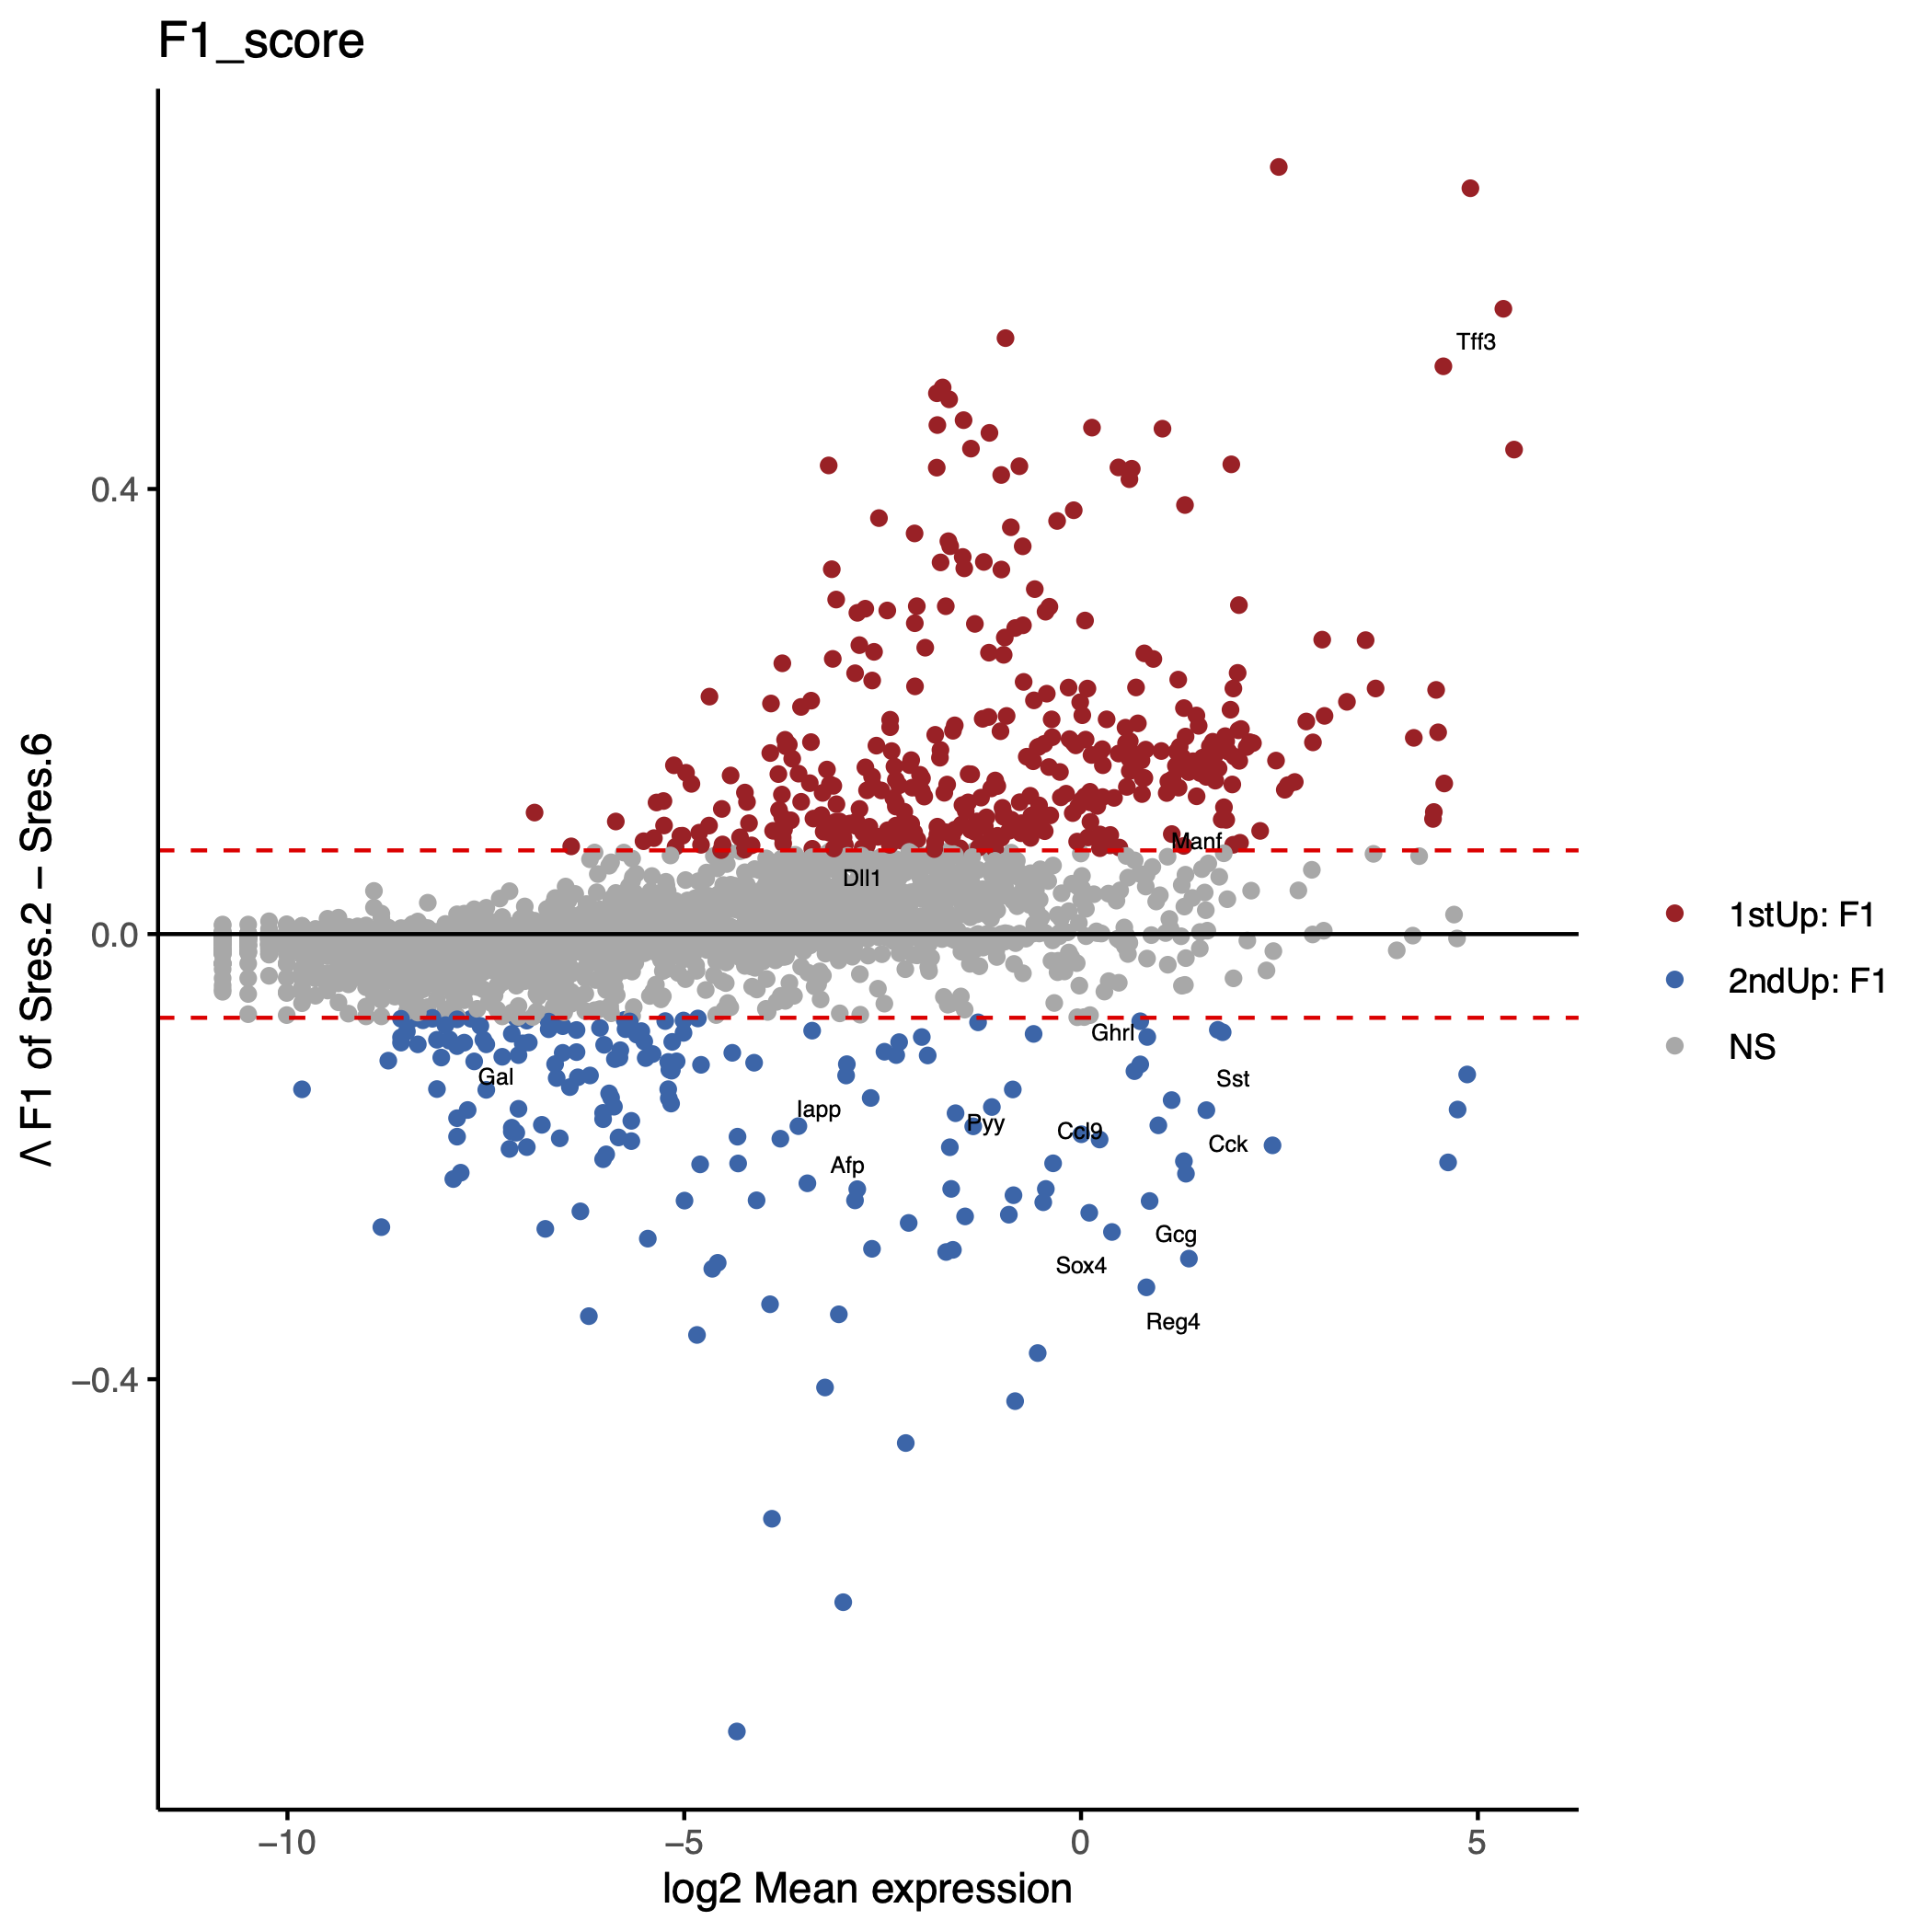 F1_score
Tff3
0.4
Manf
Dll1
0.0
1stUp: F1
2ndUp: F1
NS
Ghrl
Gal
Sst
Iapp
Pyy
Ccl9
Cck
Afp
Gcg
Sox4
Reg4
−0.4
Λ F1 of Sres.2 − Sres.6
−10
−5
0
5
log2 Mean expression